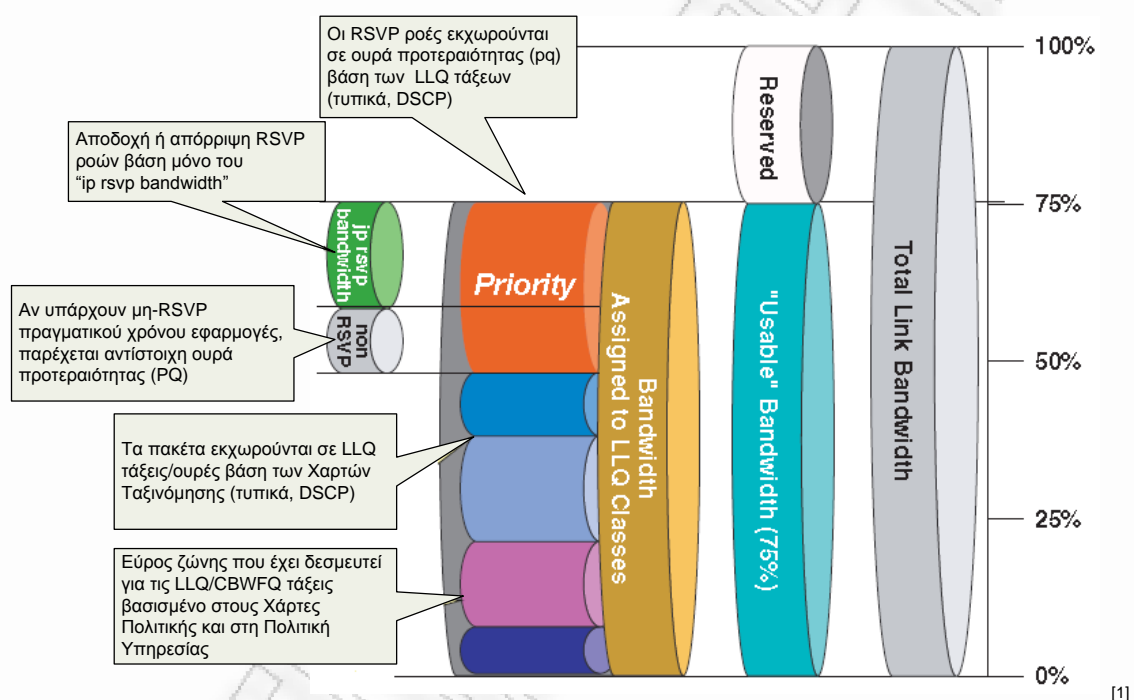 Οι RSVP ροές εκχωρούνται
σε ουρά προτεραιότητας (pq)
βάση των LLQ τάξεων
(τυπικά, DSCP)
Αποδοχή ή απόρριψη RSVP
ροών βάση μόνο του
“ip rsvp bandwidth”
Αν υπάρχουν μη-RSVP
πραγματικού χρόνου εφαρμογές,
παρέχεται αντίστοιχη ουρά
προτεραιότητας (PQ)
Τα πακέτα εκχωρούνται σε LLQ
τάξεις/ουρές βάση των Χαρτών
Ταξινόμησης (τυπικά, DSCP)
Εύρος ζώνης που έχει δεσμευτεί
για τις LLQ/CBWFQ τάξεις
βασισμένο στους Χάρτες
Πολιτικής και στη Πολιτική
Υπηρεσίας
ip rsvp
bandwidth
non
RSVP
Priority
Bandwidth
Assigned to LLQ Classes
Reserved
"Usable" Bandwidth (75%)
Total Link Bandwidth
100%
75%
50%
25%
0%
[1]